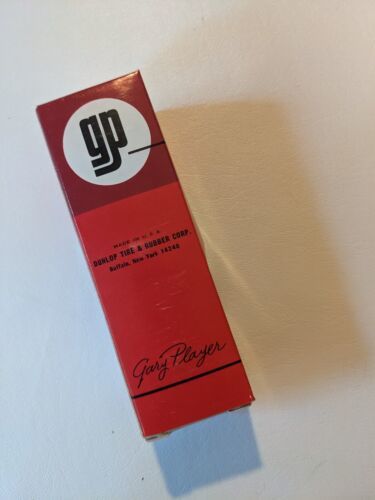 gp
MADE IN U.S.A.
DUNLOP TIRE & RUBBER CORP.
Buffalo, New York 14240
Gary Player